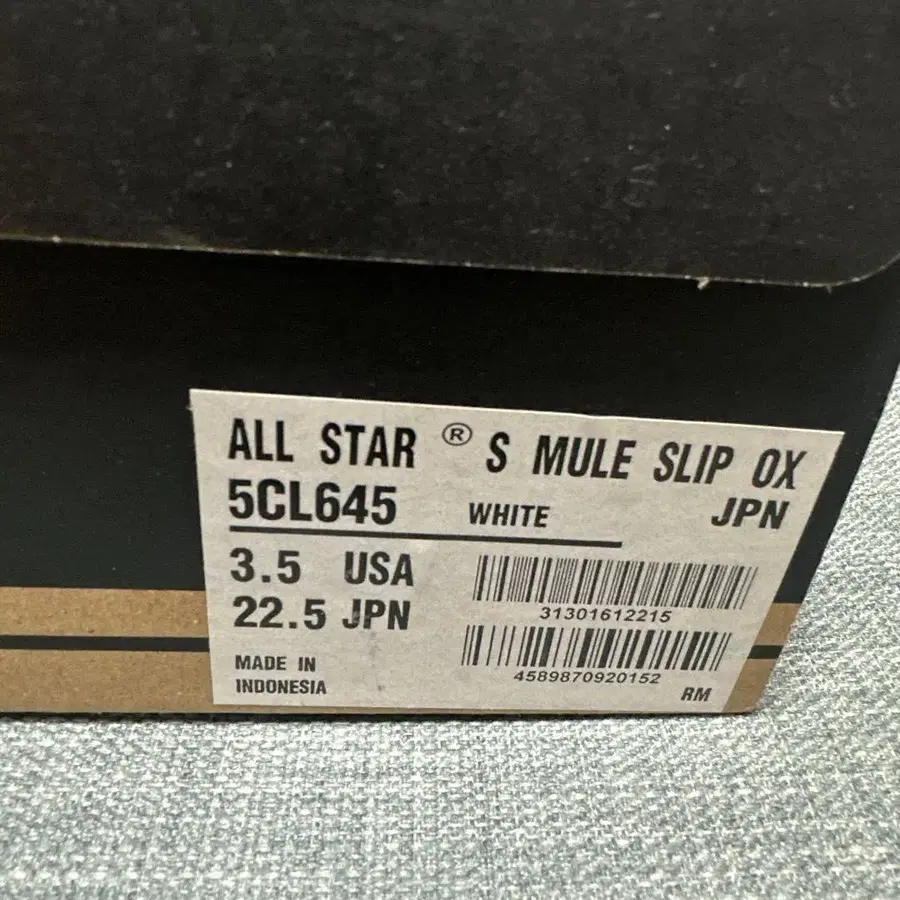 ALL STAR ® S MULE SLIP OX
5CL645 WHITE JPN
3.5 USA
31301612215
22.5 JPN
4589870920152
MADE IN
INDONESIA
RM